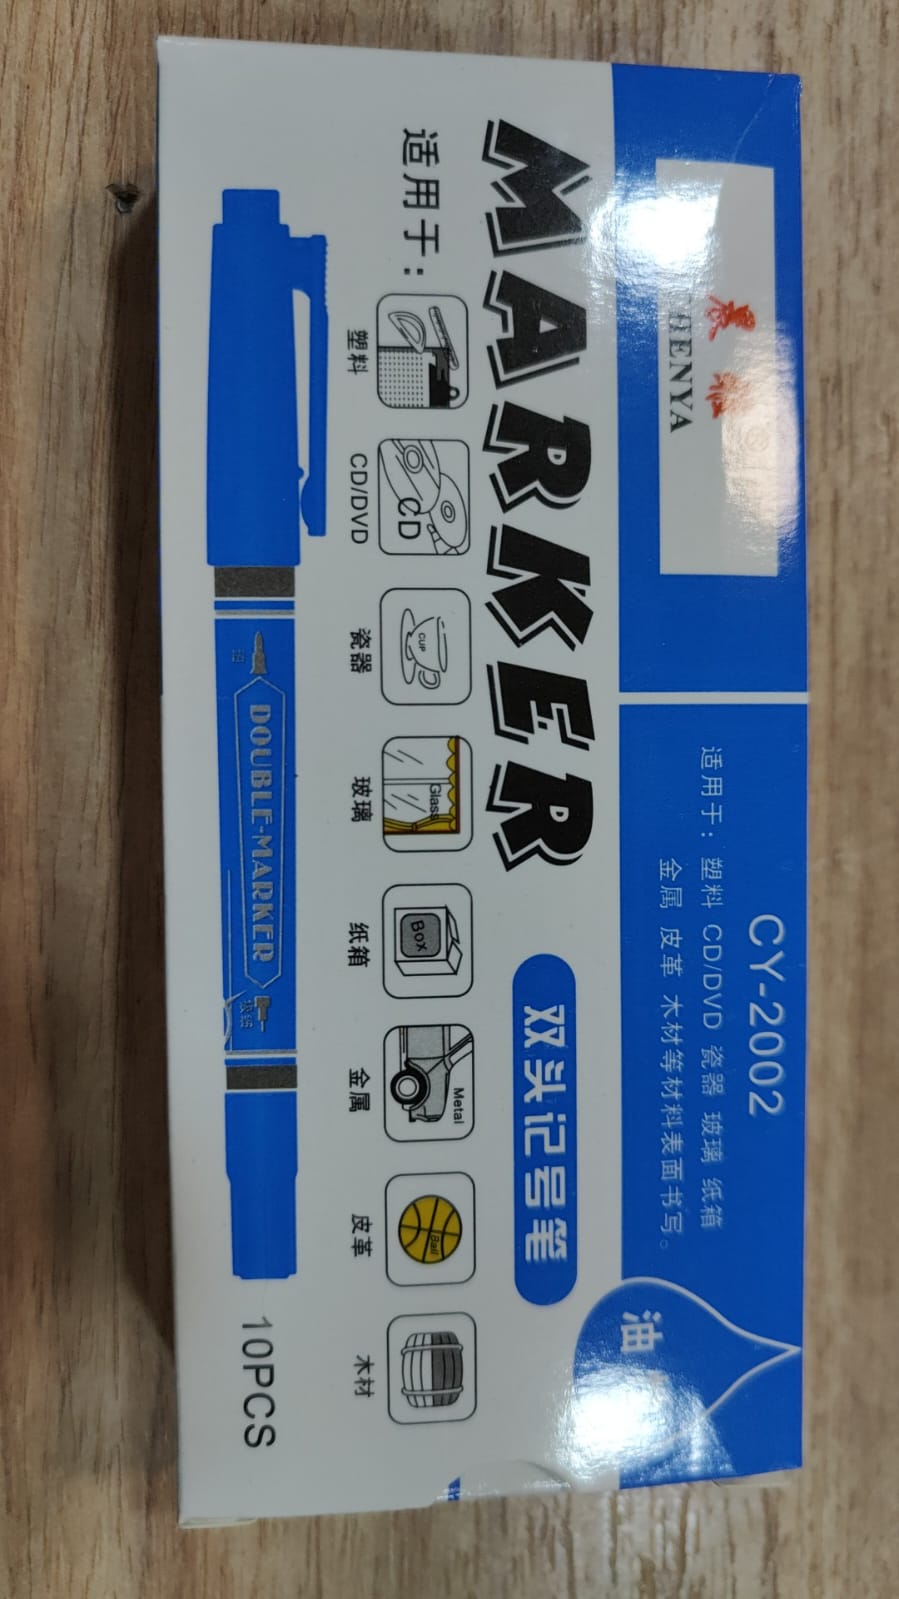 晨雅
CHENYA
CY-2002
适用于：塑料 CD/DVD 瓷器 玻璃 纸箱
金属 皮革 木材等材料表面书写。
MARKER
双头记号笔
油
适用于：
CD
CUP
Glass
Box
Metal
Ball
塑料
CD/DVD
瓷器
玻璃
纸箱
金属
皮革
木材
DOUBLE-MARKER
10PCS